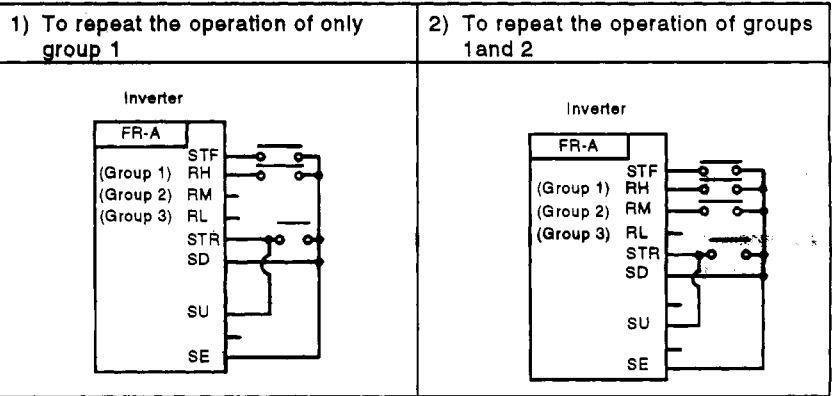 1) To repeat the operation of only
group 1
Inverter
FR-A
STF
(Group 1) RH
(Group 2) RM
(Group 3) RL
STR
SD
SU
SE
2) To repeat the operation of groups
1and 2
Inverter
FR-A
STF
(Group 1) RH
(Group 2) RM
(Group 3) RL
STR
SD
SU
SE